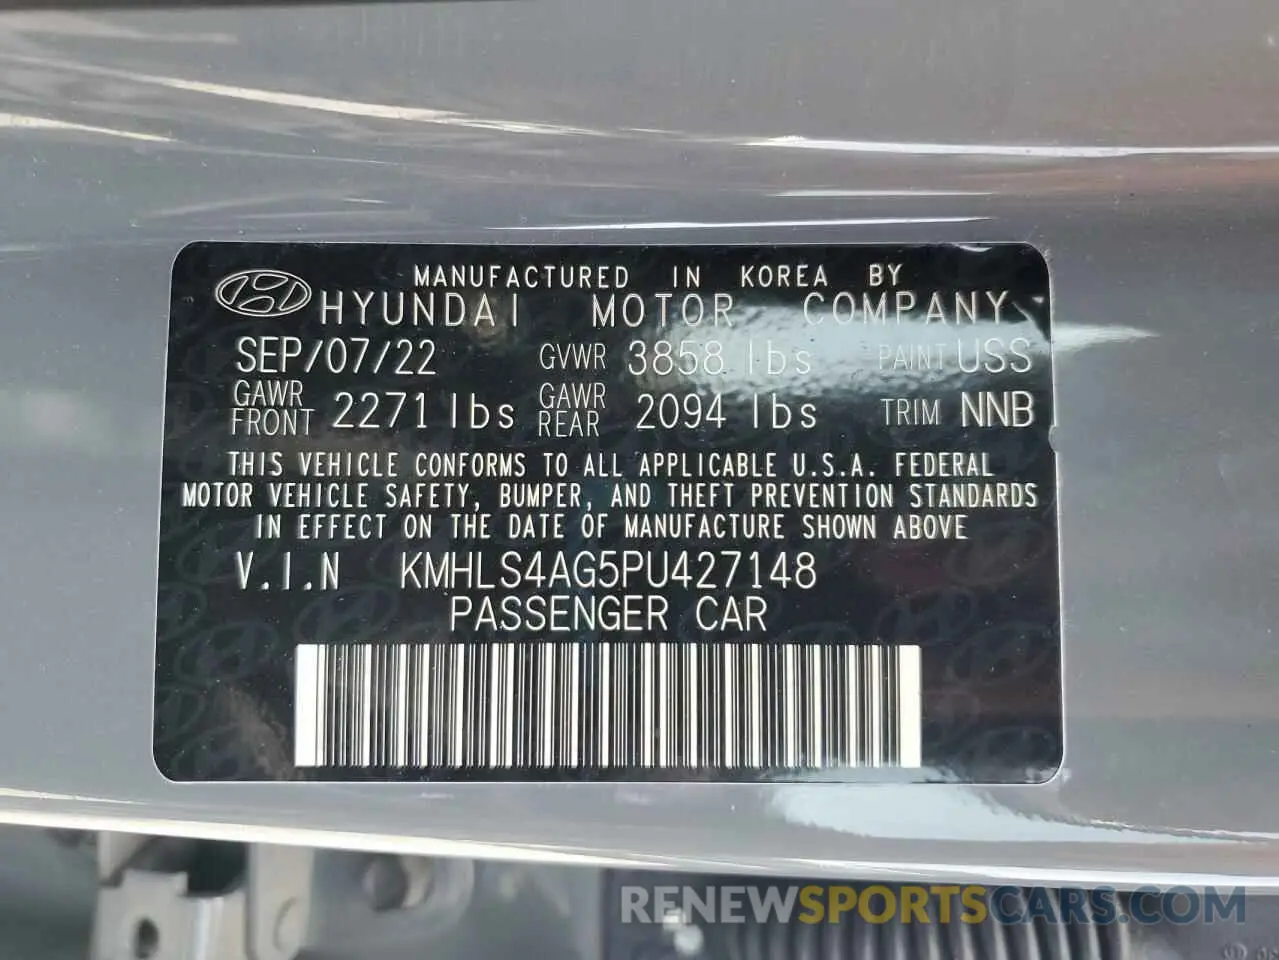 MANUFACTURED IN KOREA BY
HYUNDAI MOTOR COMPANY
SEP/07/22 GVWR 3858 lbs PAINT USS
GAWR FRONT 2271 lbs GAWR REAR 2094 lbs TRIM NNB
THIS VEHICLE CONFORMS TO ALL APPLICABLE U.S.A. FEDERAL
MOTOR VEHICLE SAFETY, BUMPER, AND THEFT PREVENTION STANDARDS
IN EFFECT ON THE DATE OF MANUFACTURE SHOWN ABOVE
V.I.N KMHLS4AG5PU427148
PASSENGER CAR
RENEWSPORTSCARS.COM